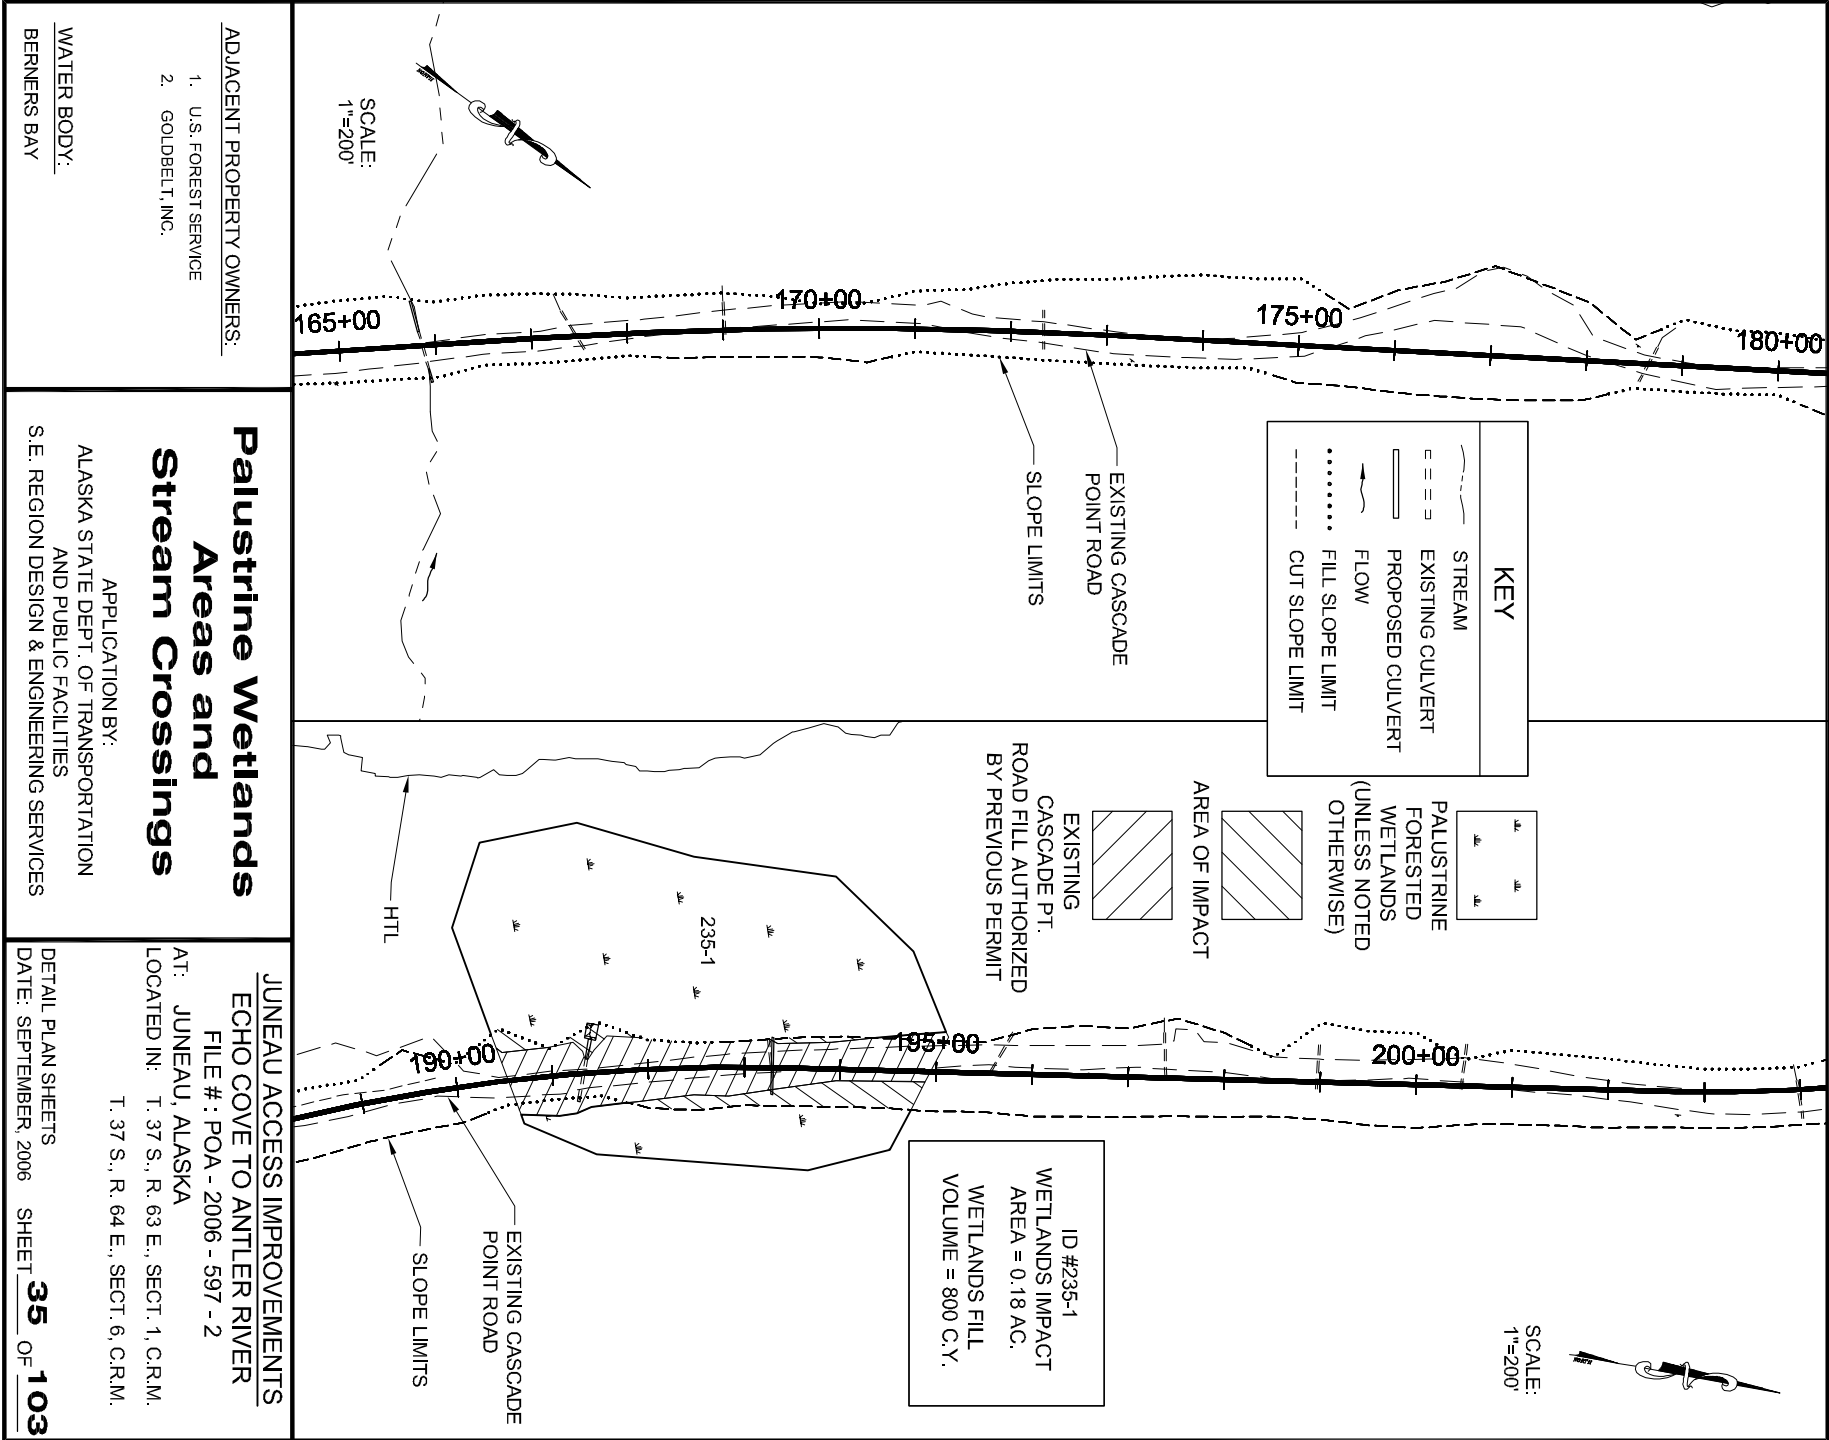 165+00
170+00
175+00
180+00
NORTH
SCALE:
1"=200'
EXISTING CASCADE
POINT ROAD
SLOPE LIMITS
KEY
STREAM
EXISTING CULVERT
PROPOSED CULVERT
FLOW
FILL SLOPE LIMIT
CUT SLOPE LIMIT
PALUSTRINE
FORESTED
WETLANDS
(UNLESS NOTED
OTHERWISE)
AREA OF IMPACT
EXISTING
CASCADE PT.
ROAD FILL AUTHORIZED
BY PREVIOUS PERMIT
HTL
235-1
190+00
195+00
200+00
EXISTING CASCADE
POINT ROAD
SLOPE LIMITS
ID #235-1
WETLANDS IMPACT
AREA = 0.18 AC.
WETLANDS FILL
VOLUME = 800 C.Y.
SCALE:
1"=200'
NORTH
ADJACENT PROPERTY OWNERS:
1. U.S. FOREST SERVICE
2. GOLDBELT, INC.
WATER BODY:
BERNERS BAY
Palustrine Wetlands
Areas and
Stream Crossings
APPLICATION BY:
ALASKA STATE DEPT. OF TRANSPORTATION
AND PUBLIC FACILITIES
S.E. REGION DESIGN & ENGINEERING SERVICES
JUNEAU ACCESS IMPROVEMENTS
ECHO COVE TO ANTLER RIVER
FILE # : POA - 2006 - 597 - 2
AT: JUNEAU, ALASKA
LOCATED IN: T. 37 S., R. 63 E., SECT. 1, C.R.M.
T. 37 S., R. 64 E., SECT. 6, C.R.M.
DETAIL PLAN SHEETS
DATE: SEPTEMBER, 2006 SHEET 35 OF 103